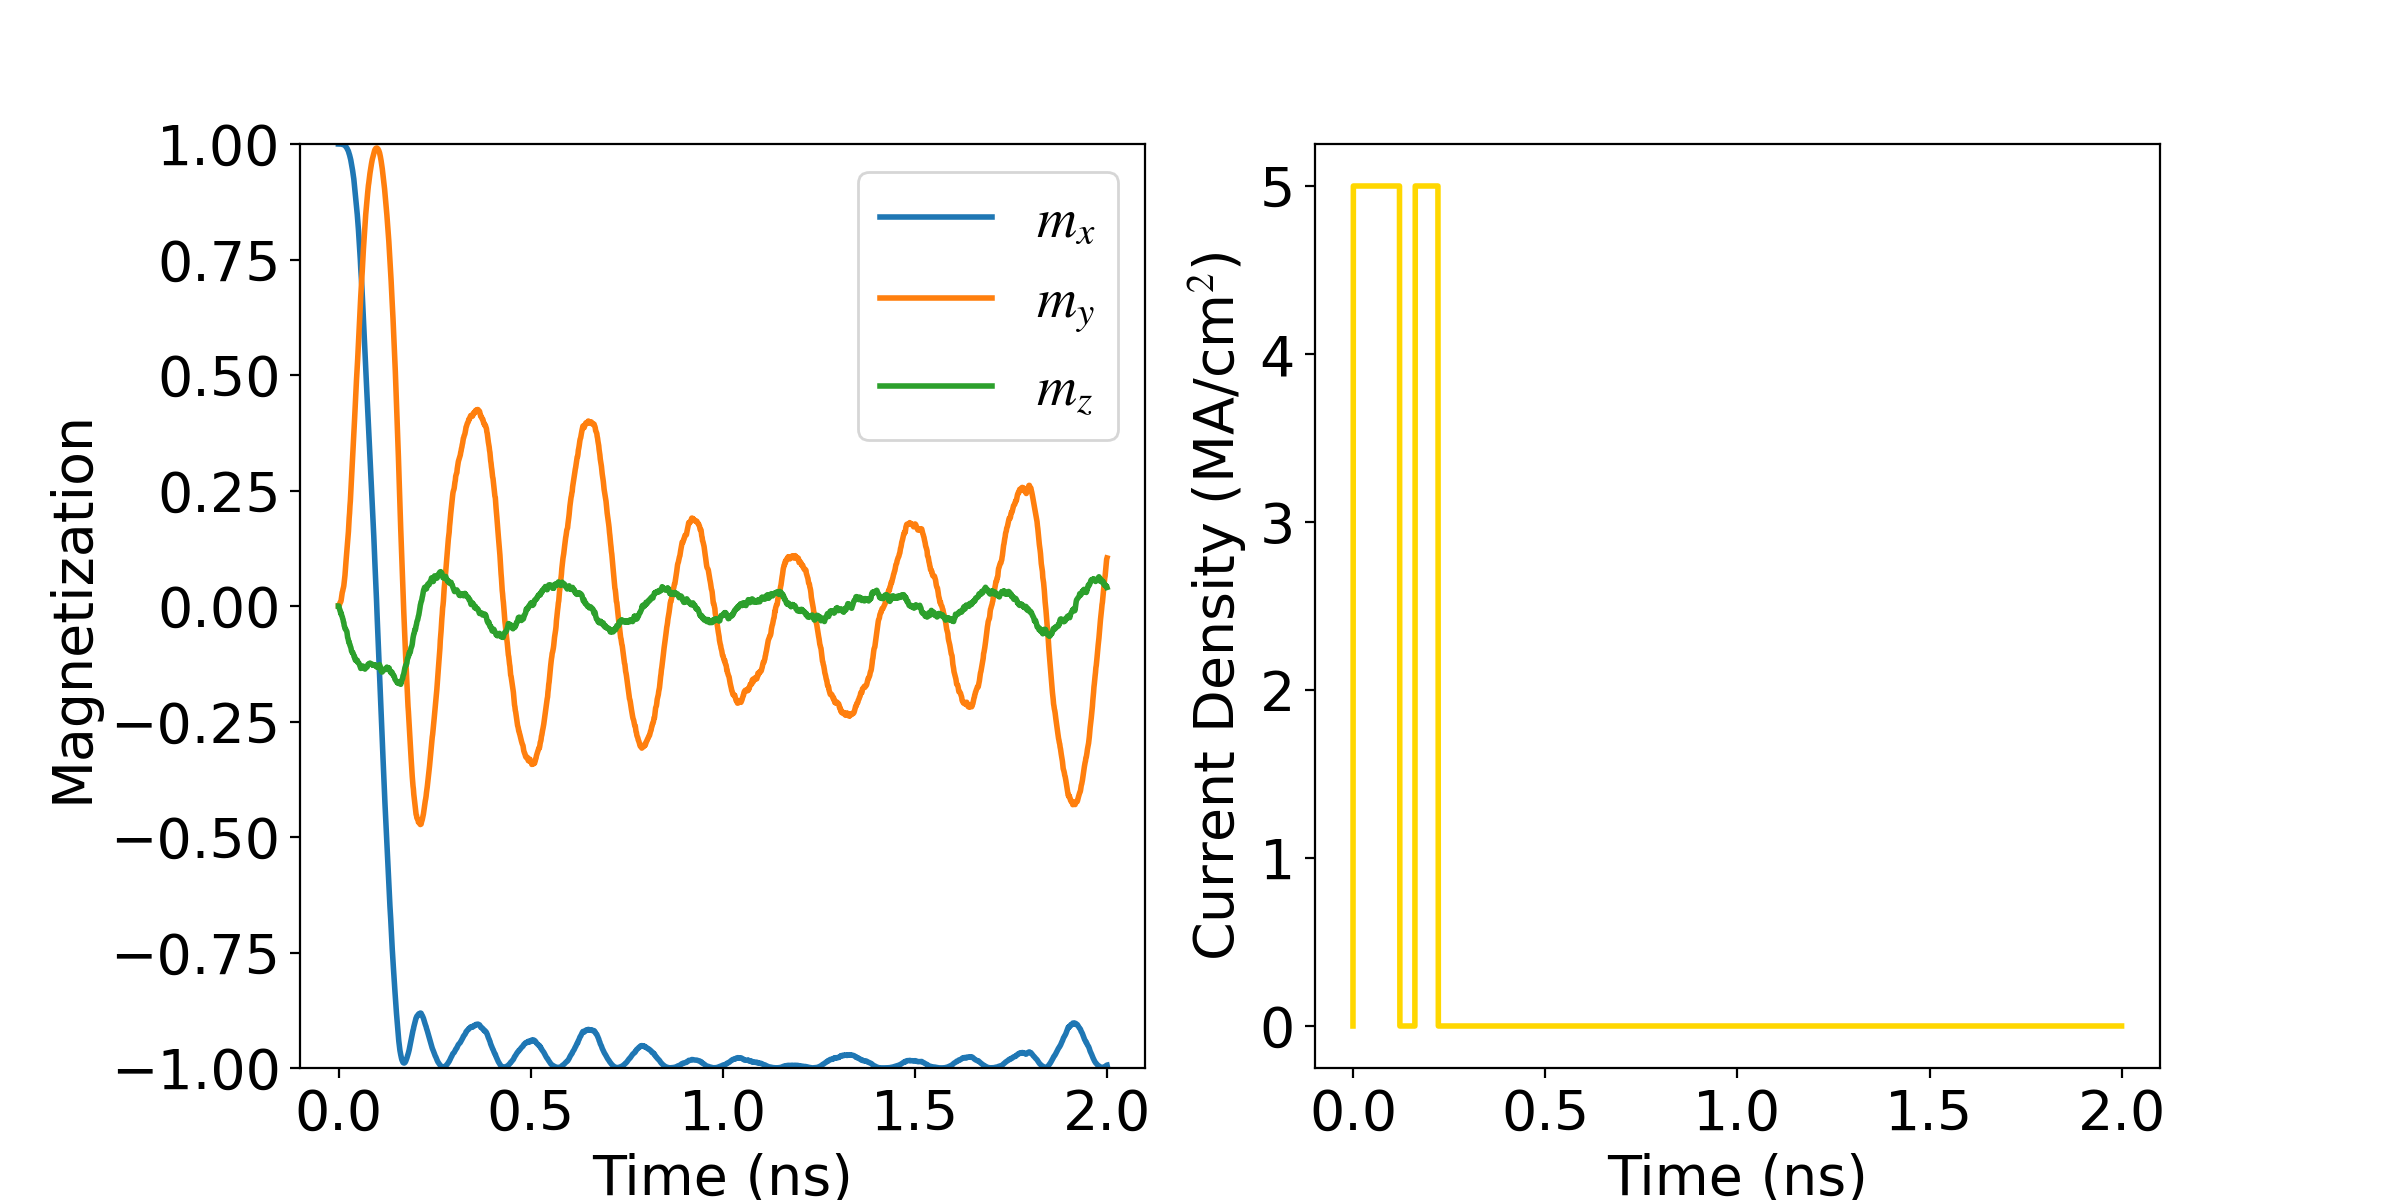 1.00
0.75
0.50
0.25
0.00
−0.25
−0.50
−0.75
−1.00
0.0 0.5 1.0 1.5 2.0
Time (ns)
Magnetization
m_x
m_y
m_z
5
4
3
2
1
0
0.0 0.5 1.0 1.5 2.0
Time (ns)
Current Density (MA/cm²)